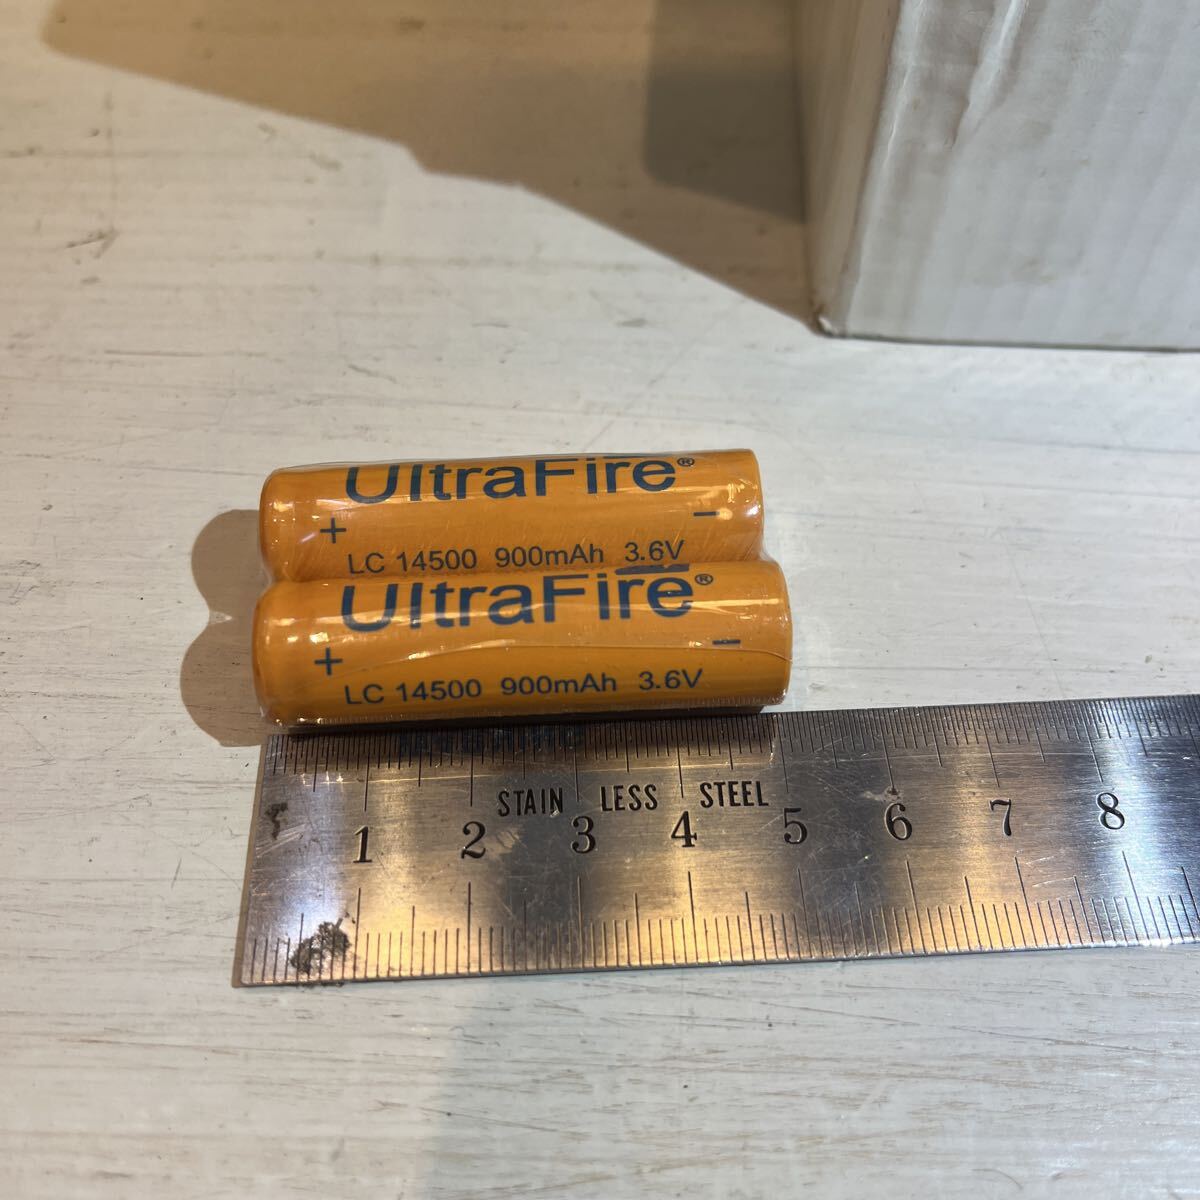 UltraFire®
+ −
LC 14500 900mAh 3.6V
UltraFire®
+ −
LC 14500 900mAh 3.6V
STAIN LESS STEEL
1 2 3 4 5 6 7 8